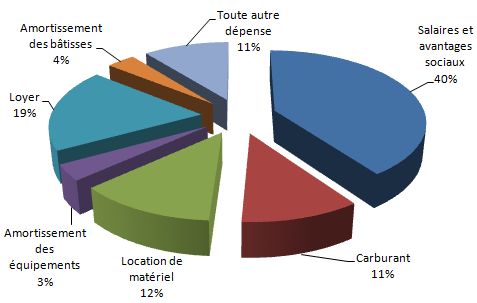 Toute autre
dépense
11%
Salaires et
avantages
sociaux
40%
Carburant
11%
Location de
matériel
12%
Amortissement
des
équipements
3%
Loyer
19%
Amortissement
des bâtisses
4%